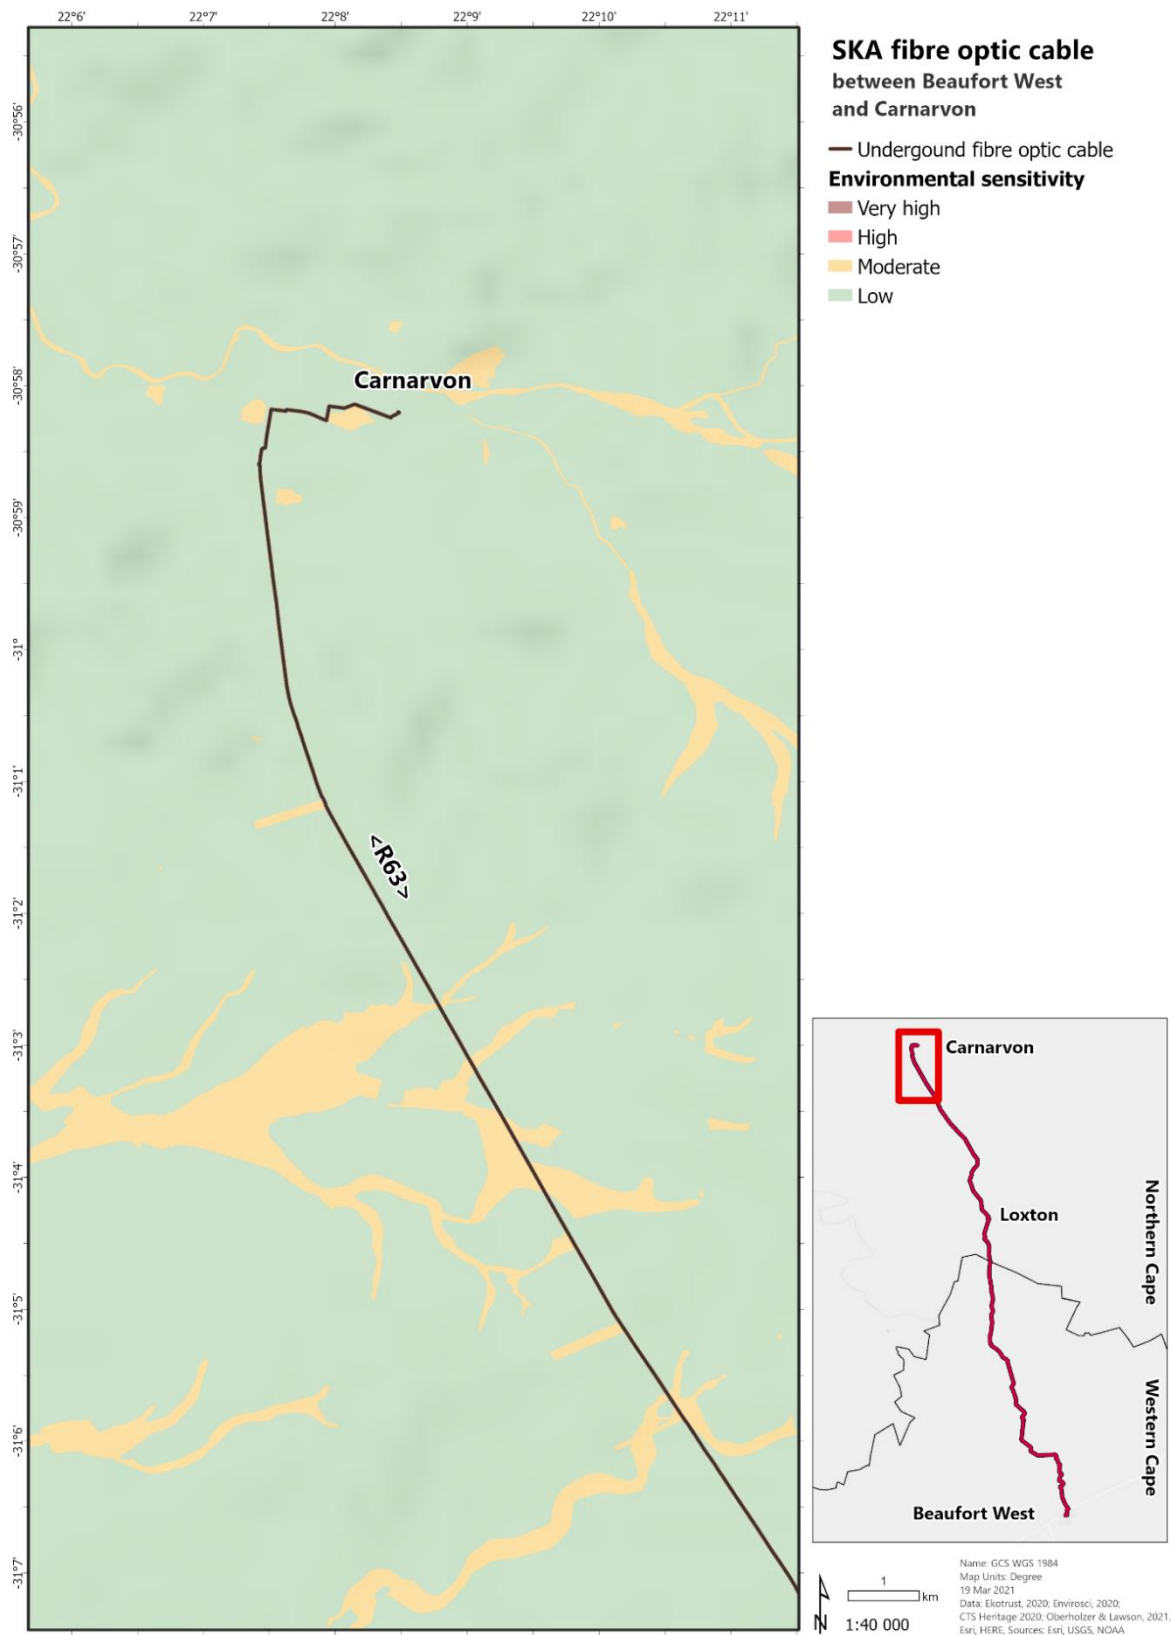 22°6'
22°7'
22°8'
22°9'
22°10'
22°11'
-30°56'
-30°57'
-30°58'
-30°59'
-31°
-31°1'
-31°2'
-31°3'
-31°4'
-31°5'
-31°6'
-31°7'
Carnarvon
<R63>
SKA fibre optic cable
between Beaufort West
and Carnarvon
Undergound fibre optic cable
Environmental sensitivity
Very high
High
Moderate
Low
Carnarvon
Loxton
Northern Cape
Western Cape
Beaufort West
N
1
km
1:40 000
Name: GCS WGS 1984
Map Units: Degree
19 Mar 2021
Data: Ekotrust, 2020; Envirosci, 2020;
CTS Heritage 2020; Oberholzer & Lawson, 2021.
Esri, HERE, Sources: Esri, USGS, NOAA